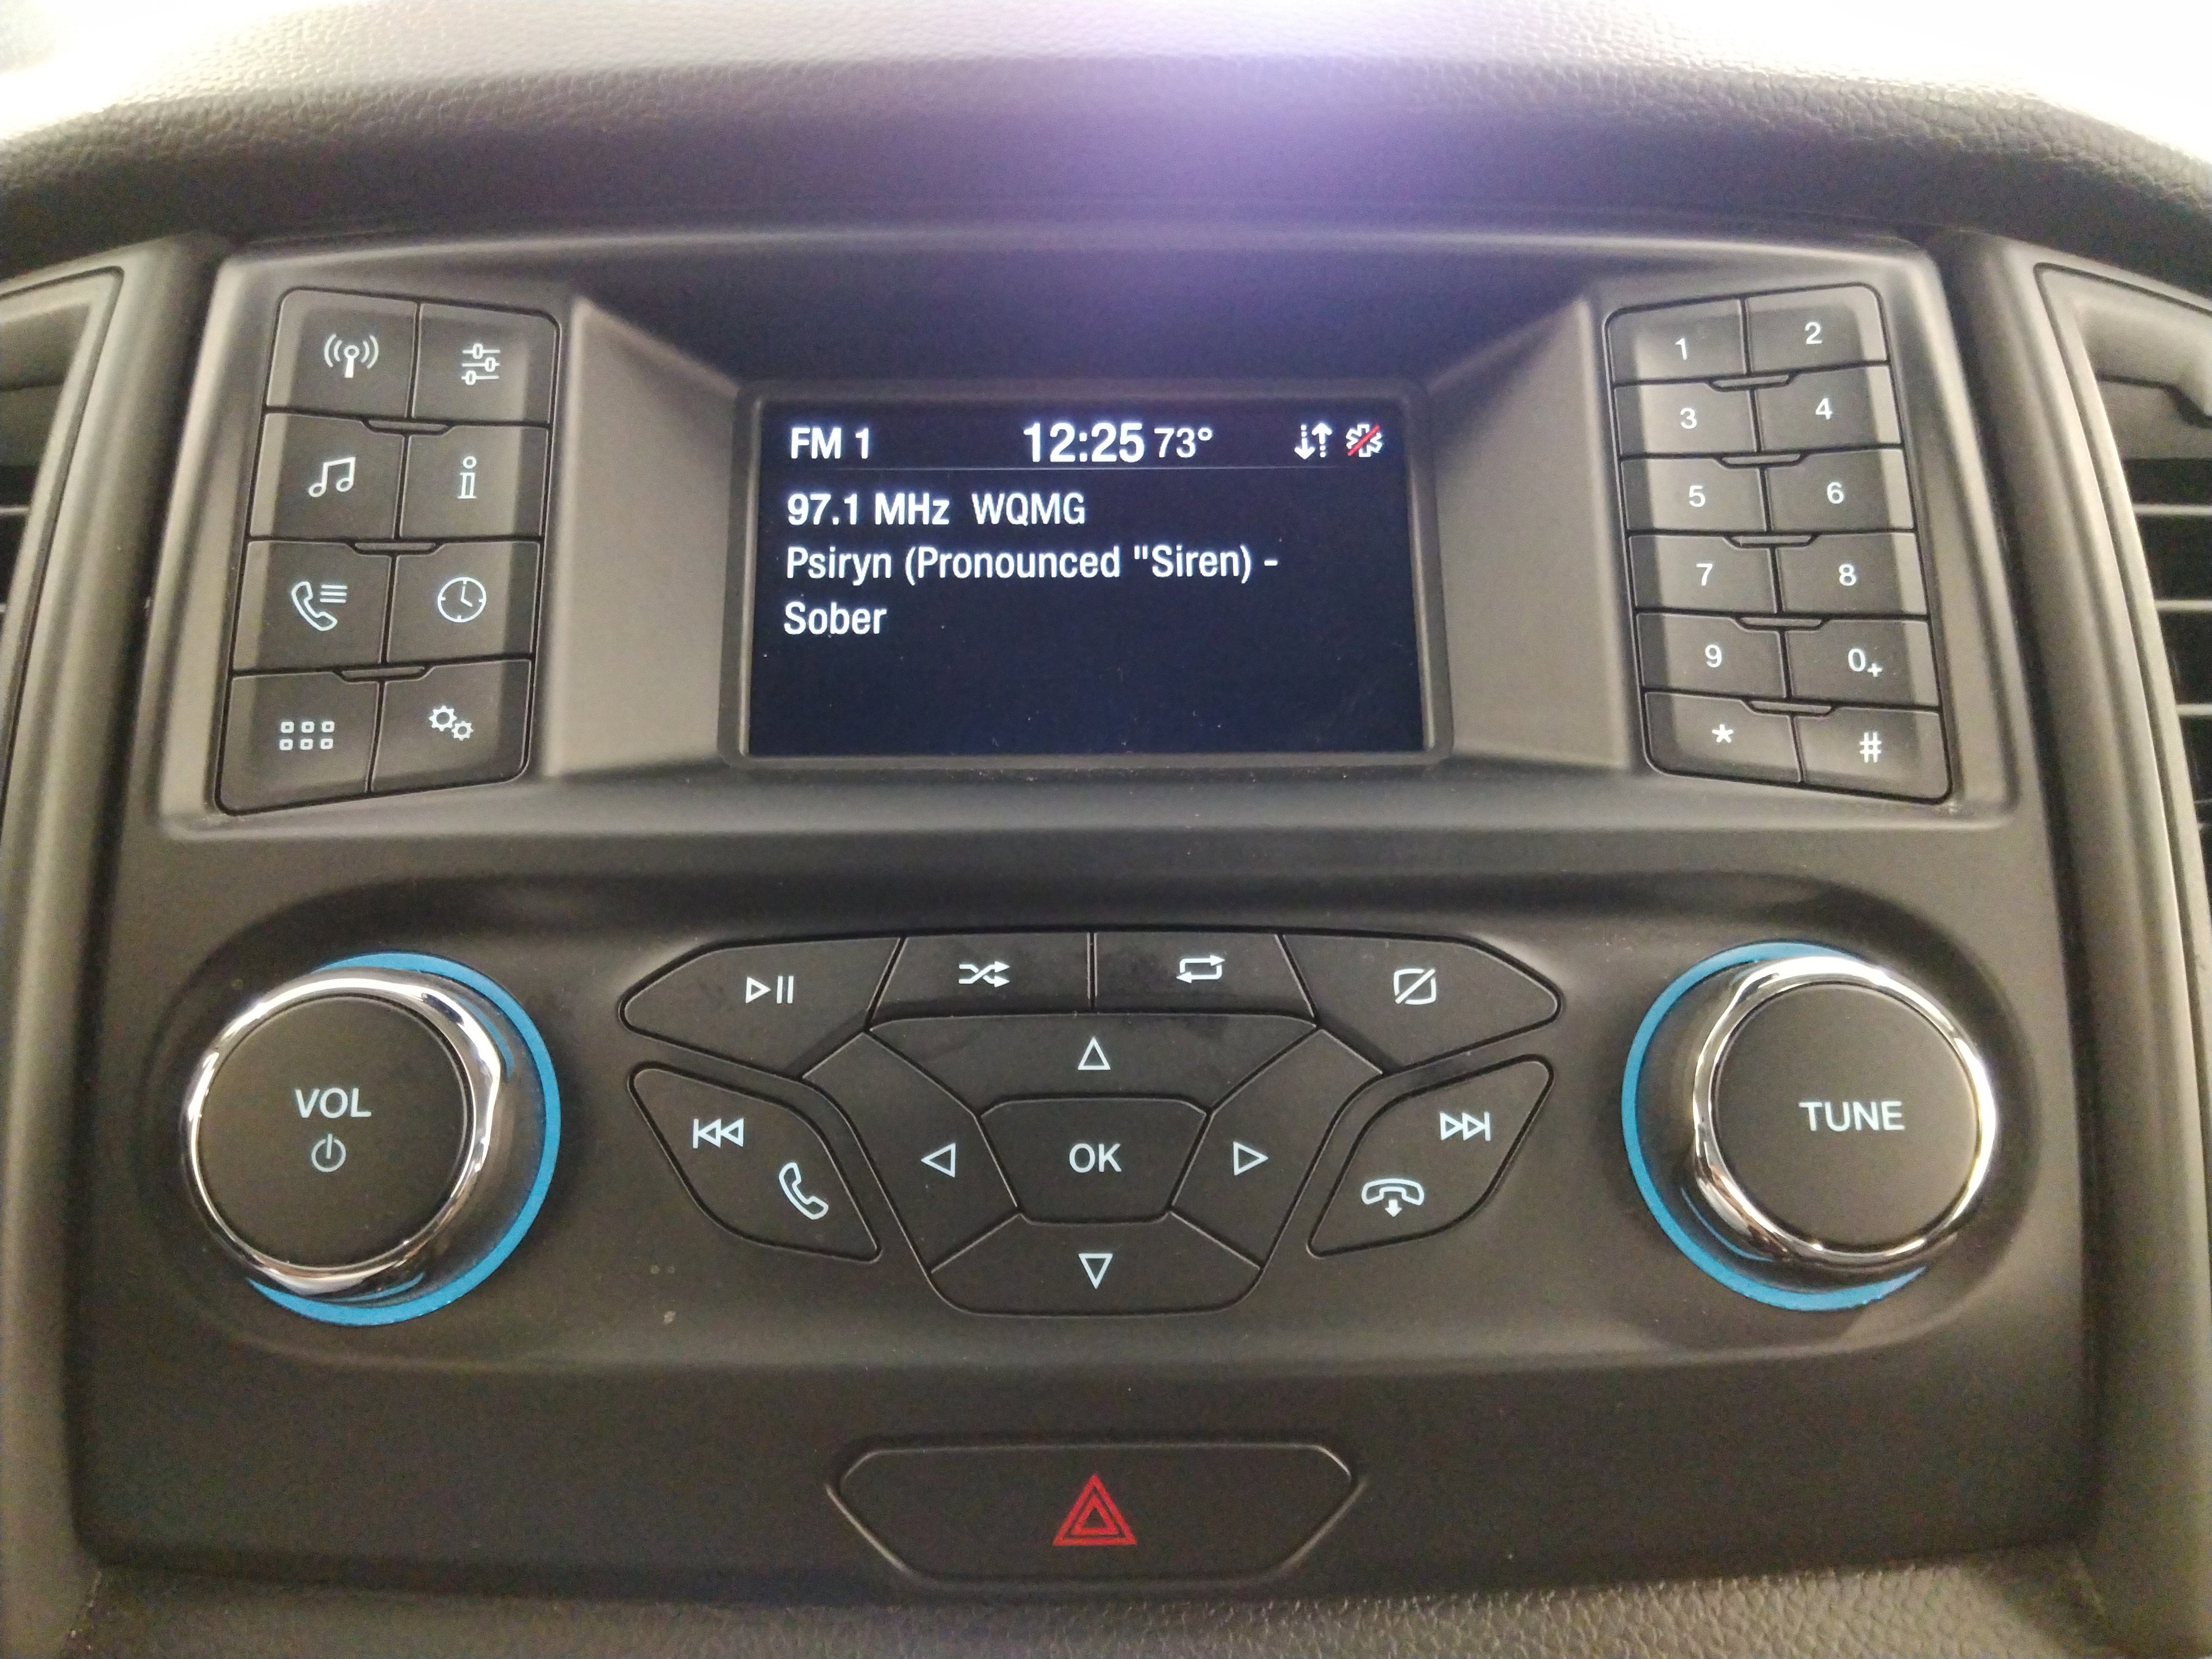 FM 1 12:25 73°
97.1 MHz WQMG
Psiryn (Pronounced "Siren) -
Sober
1 2
3 4
5 6
7 8
9 0+
* #
VOL
OK
TUNE